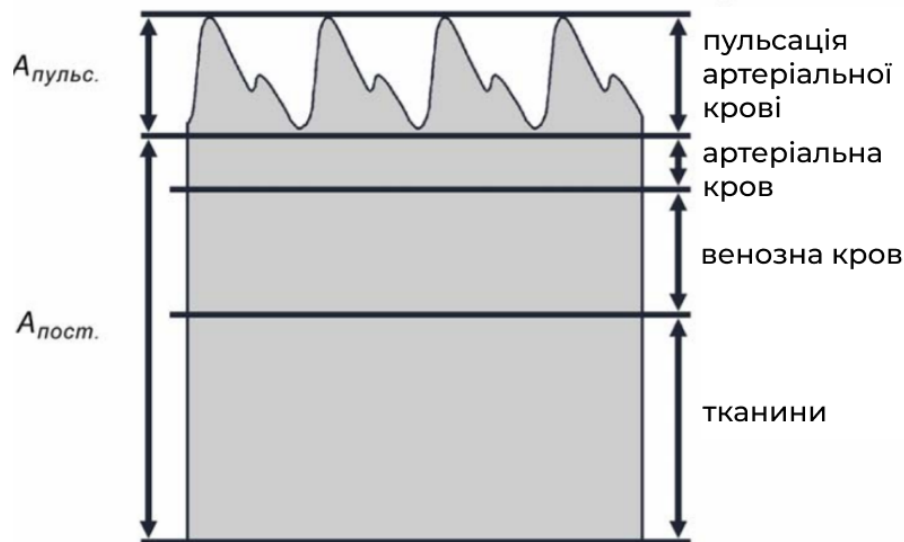 Aпульс.
пульсація
артеріальної
крові
артеріальна
кров
венозна кров
Aпост.
тканини